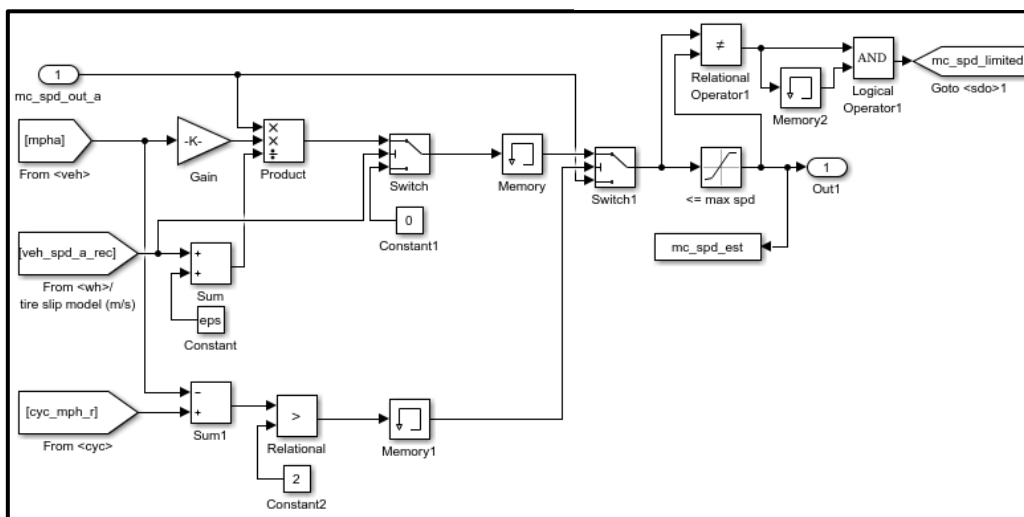 1
mc_spd_out_a
[mpha]
From <veh>
-K-
Gain
×
×
÷
Product
Switch
0
Constant1
Memory
Switch1
≠
Relational
Operator1
Memory2
AND
Logical
Operator1
mc_spd_limited
Goto <sdo>1
<= max spd
1
Out1
mc_spd_est
[veh_spd_a_rec]
From <wh>/
tire slip model (m/s)
+
+
Sum
eps
Constant
[cyc_mph_r]
From <cyc>
−
+
Sum1
>
Relational
2
Constant2
Memory1